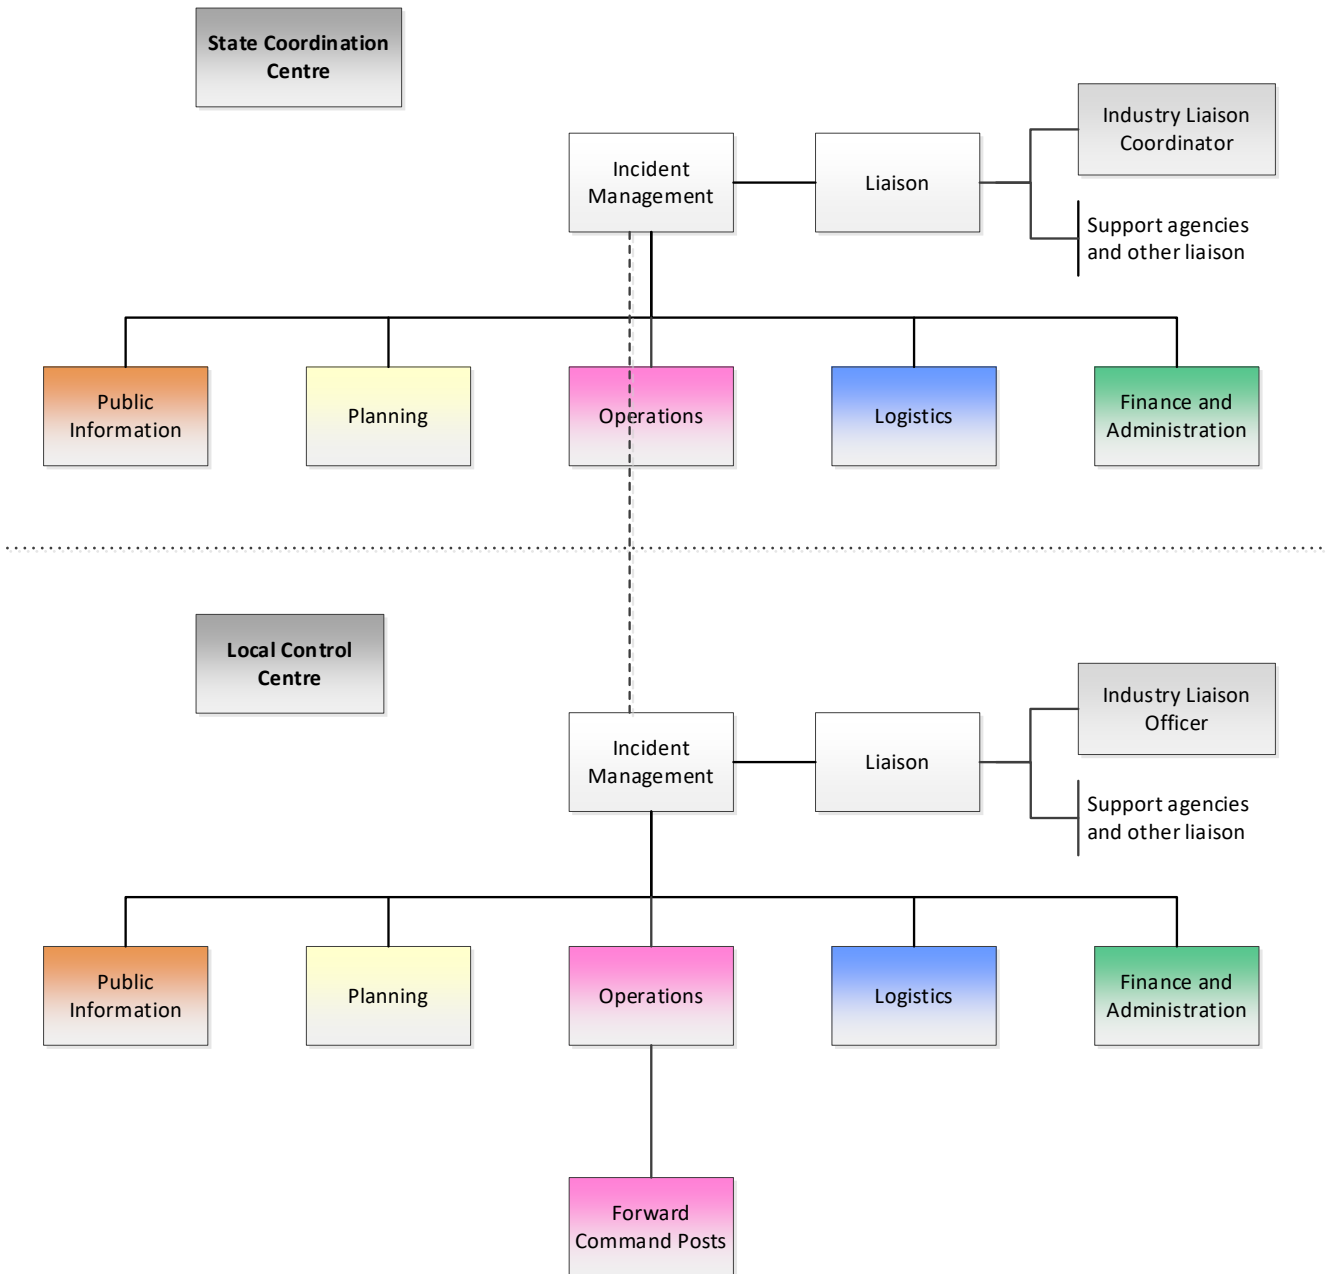 State Coordination
Centre
Industry Liaison
Coordinator
Incident
Management
Liaison
Support agencies
and other liaison
Public
Information
Planning
Operations
Logistics
Finance and
Administration
Local Control
Centre
Industry Liaison
Officer
Incident
Management
Liaison
Support agencies
and other liaison
Public
Information
Planning
Operations
Logistics
Finance and
Administration
Forward
Command Posts